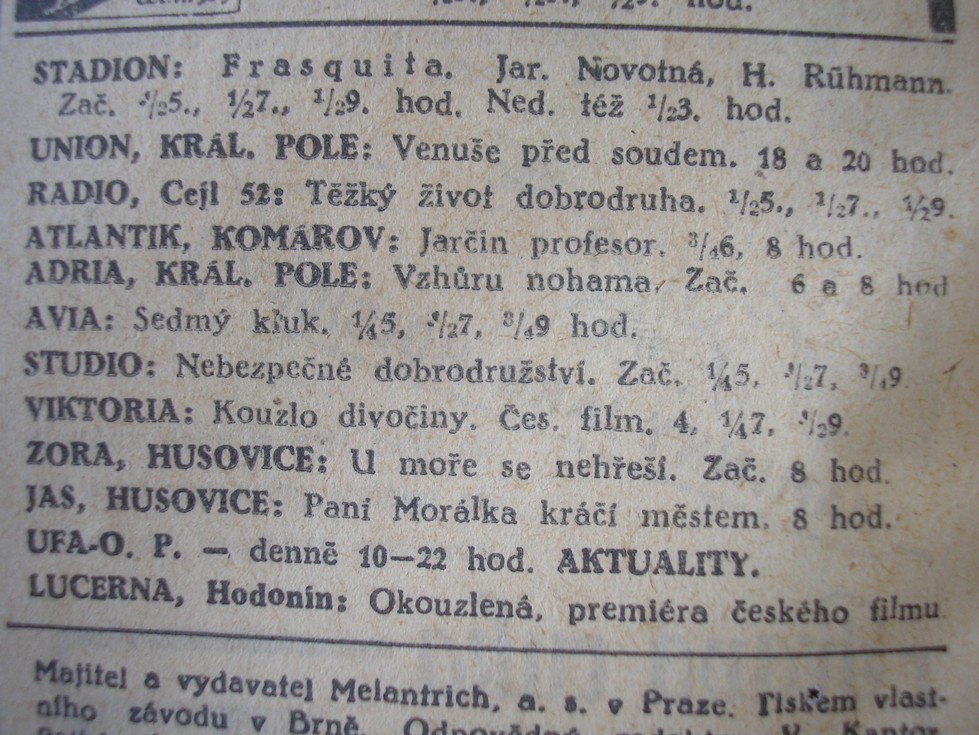 hod.
STADION: Frasquita. Jar. Novotná, H. Rühmann.
Zač. ½5., ½7., ½9. hod. Ned. též ½3. hod.
UNION, KRÁL. POLE: Venuše před soudem. 18 a 20 hod.
RADIO, Cejl 52: Těžký život dobrodruha. ½5., ½7., ½9.
ATLANTIK, KOMÁROV: Jarčin profesor. ¾6, 8 hod.
ADRIA, KRÁL. POLE: Vzhůru nohama. Zač. 6 a 8 hod
AVIA: Sedmý kluk. ¼5, ½7, ¾9 hod.
STUDIO: Nebezpečné dobrodružství. Zač. ¼5, ½7, ¾9.
VIKTORIA: Kouzlo divočiny. Čes. film. 4, ¼7, ½9.
ZORA, HUSOVICE: U moře se nehřeší. Zač. 8 hod.
JAS, HUSOVICE: Paní Morálka kráčí městem. 8 hod.
UFA-O. P. — denně 10—22 hod. AKTUALITY.
LUCERNA, Hodonín: Okouzlená, premiéra českého filmu.
Majitel a vydavatel Melantrich, a. s. v Praze. Tiskem vlast-
ního závodu v Brně.